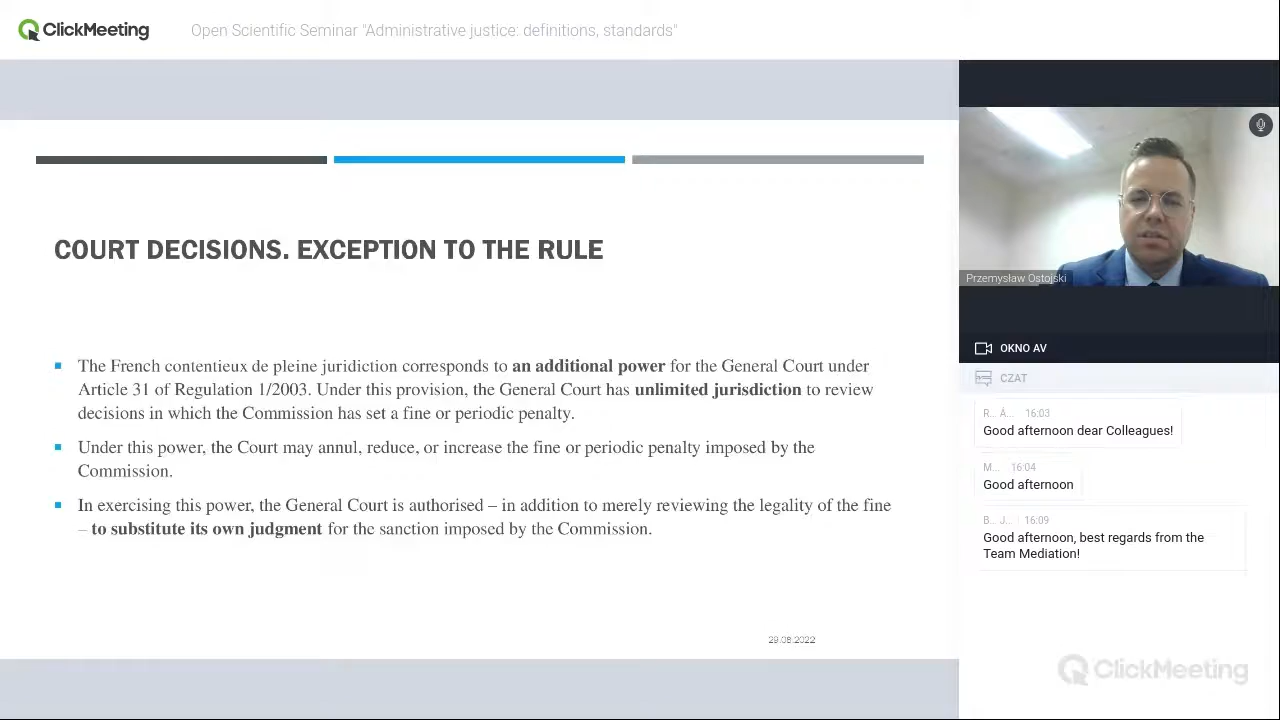 ClickMeeting
Open Scientific Seminar "Administrative justice: definitions, standards"
COURT DECISIONS. EXCEPTION TO THE RULE
The French contentieux de pleine juridiction corresponds to an additional power for the General Court under
Article 31 of Regulation 1/2003. Under this provision, the General Court has unlimited jurisdiction to review
decisions in which the Commission has set a fine or periodic penalty.
Under this power, the Court may annul, reduce, or increase the fine or periodic penalty imposed by the
Commission.
In exercising this power, the General Court is authorised – in addition to merely reviewing the legality of the fine
– to substitute its own judgment for the sanction imposed by the Commission.
29.08.2022
Przemysław Ostojski
OKNO AV
CZAT
R... Á... 16:03
Good afternoon dear Colleagues!
M... 16:04
Good afternoon
B... J... 16:09
Good afternoon, best regards from the
Team Mediation!
ClickMeeting